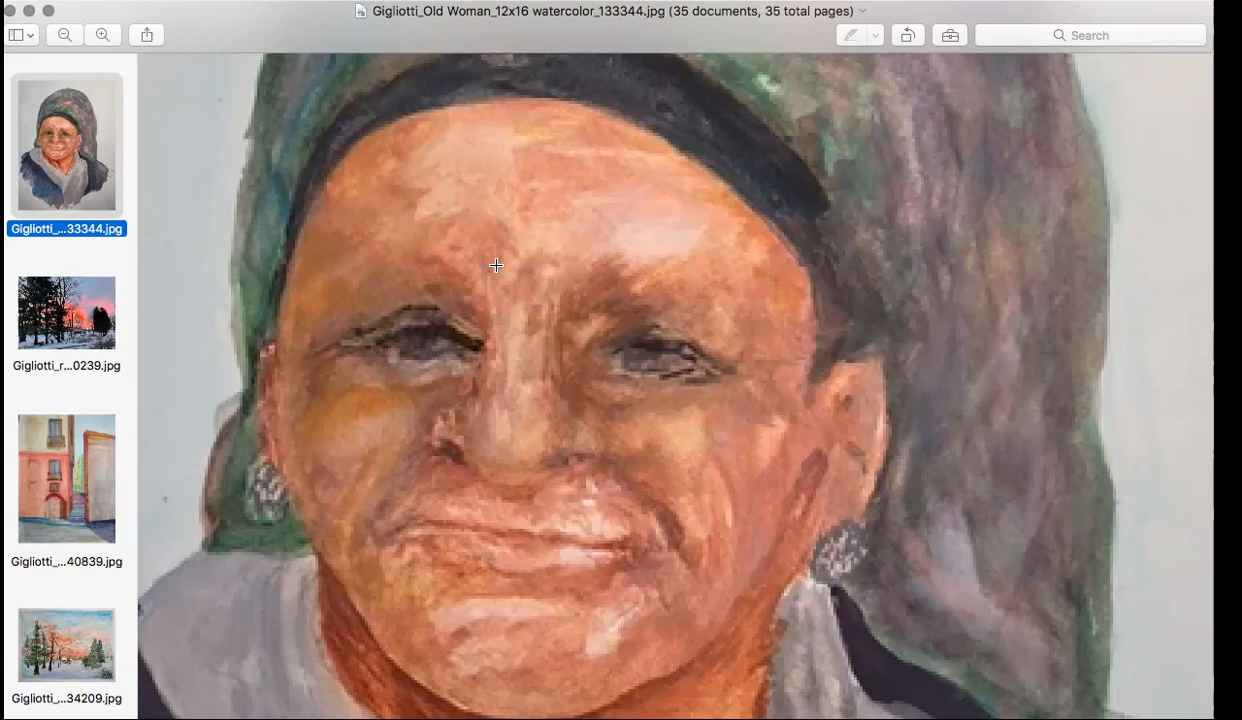 Gigliotti_Old Woman_12x16 watercolor_133344.jpg (35 documents, 35 total pages)
Search
Gigliotti_...33344.jpg
Gigliotti_r...0239.jpg
Gigliotti_...40839.jpg
Gigliotti_...34209.jpg